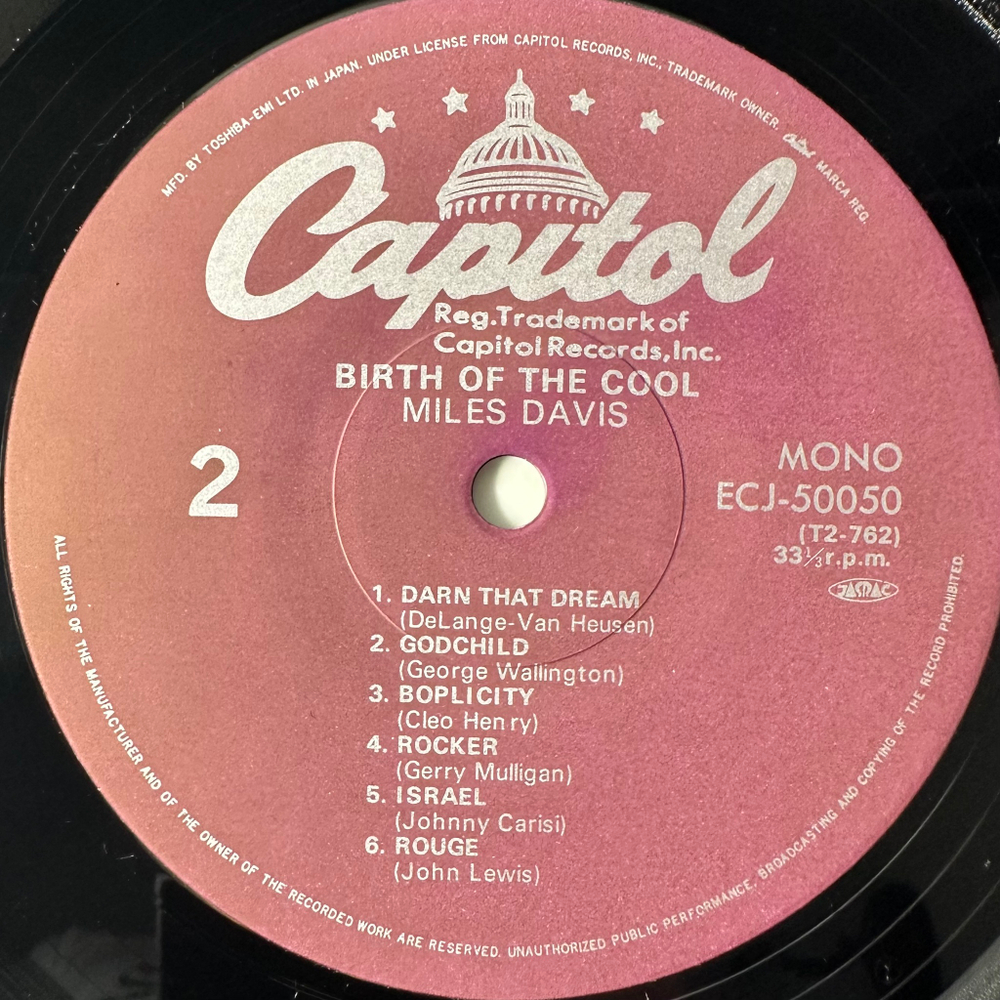 MFD. BY TOSHIBA-EMI LTD. IN JAPAN. UNDER LICENSE FROM CAPITOL RECORDS, INC., TRADEMARK OWNER. Capitol MARCA REG.
Capitol
Reg.Trademark of
Capitol Records,Inc.
BIRTH OF THE COOL
MILES DAVIS
2
MONO
ECJ-50050
(T2-762)
33⅓r.p.m.
JASRAC
1. DARN THAT DREAM
(DeLange-Van Heusen)
2. GODCHILD
(George Wallington)
3. BOPLICITY
(Cleo Henry)
4. ROCKER
(Gerry Mulligan)
5. ISRAEL
(Johnny Carisi)
6. ROUGE
(John Lewis)
ALL RIGHTS OF THE MANUFACTURER AND OF THE OWNER OF THE RECORDED WORK ARE RESERVED. UNAUTHORIZED PUBLIC PERFORMANCE, BROADCASTING AND COPYING OF THE RECORD PROHIBITED.